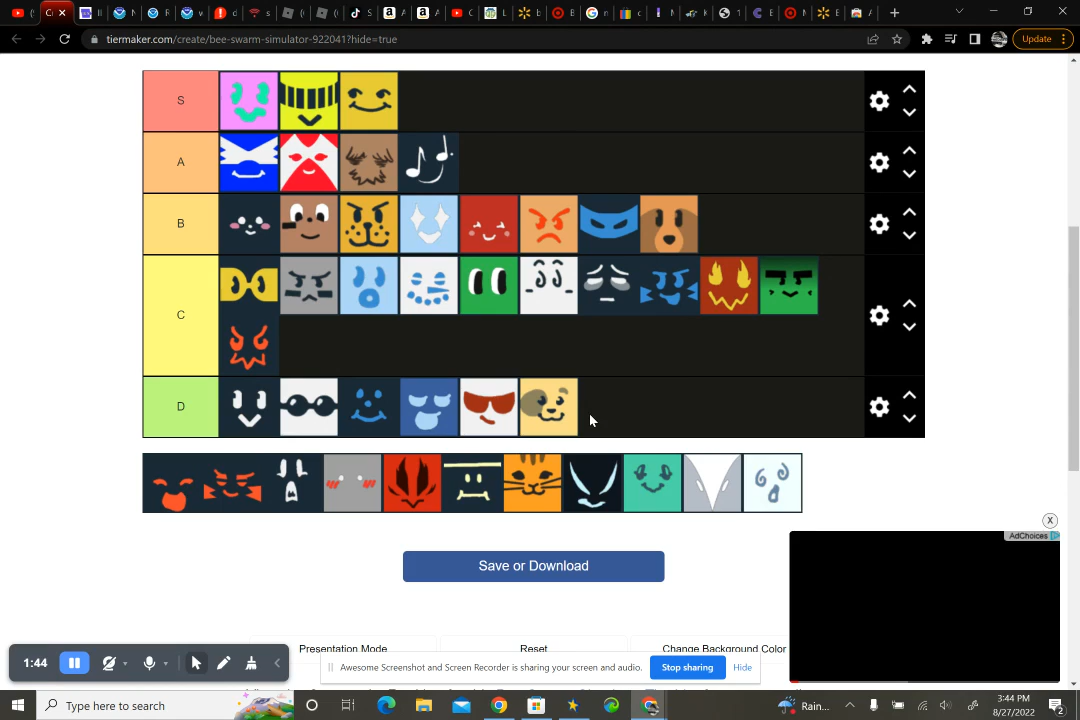 tiermaker.com/create/bee-swarm-simulator-922041?hide=true
Update
S
A
B
C
D
Save or Download
AdChoices
Presentation Mode
Reset
Change Background Color
1:44
Awesome Screenshot and Screen Recorder is sharing your screen and audio.
Stop sharing
Hide
Type here to search
Rain...
3:44 PM
8/27/2022
2